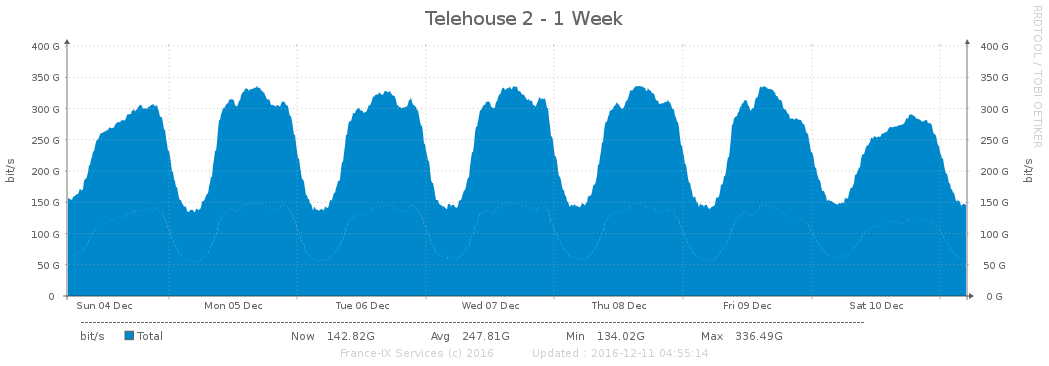 Telehouse 2 - 1 Week
RRDTOOL / TOBI OETIKER
400 G 400 G
350 G 350 G
300 G 300 G
250 G 250 G
200 G 200 G
150 G 150 G
100 G 100 G
50 G 50 G
0 0 G
bit/s bit/s
Sun 04 Dec Mon 05 Dec Tue 06 Dec Wed 07 Dec Thu 08 Dec Fri 09 Dec Sat 10 Dec
bit/s Total Now 142.82G Avg 247.81G Min 134.02G Max 336.49G
France-IX Services (c) 2016 Updated : 2016-12-11 04:55:14